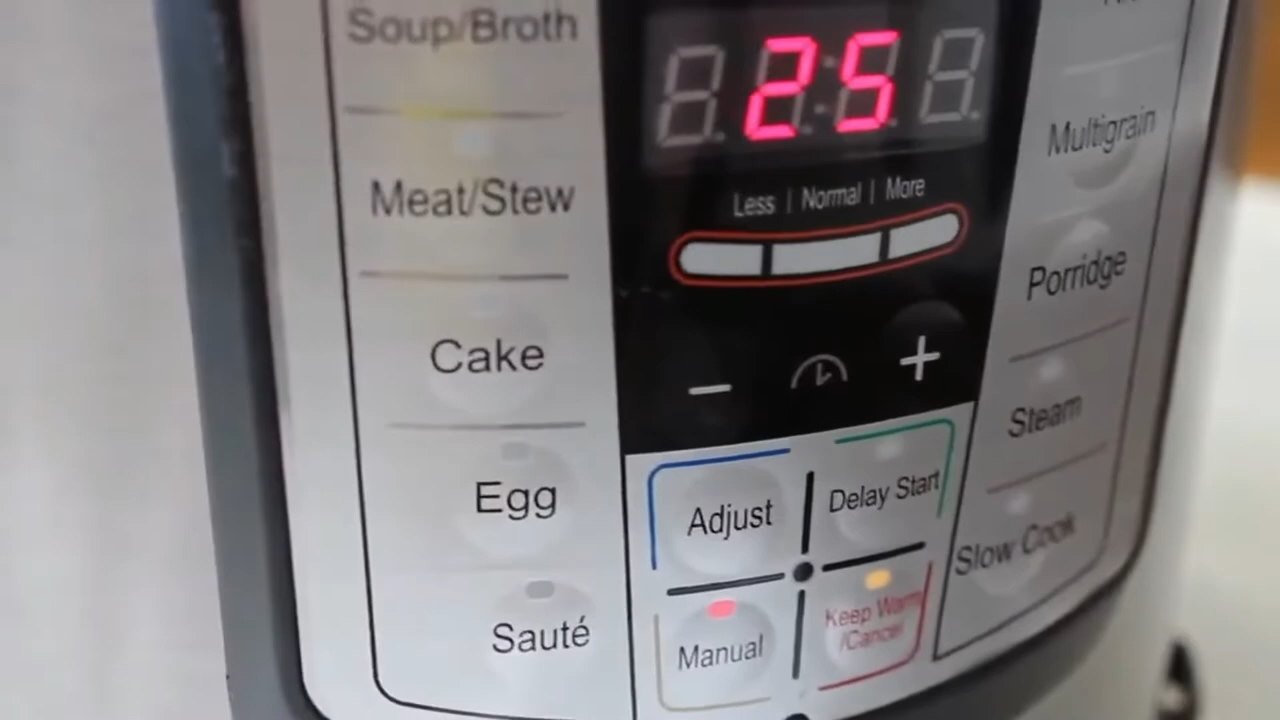 Soup/Broth
Meat/Stew
Cake
Egg
Sauté
25
Less | Normal | More
− +
Adjust
Delay Start
Manual
Keep Warm
/Cancel
Multigrain
Porridge
Steam
Slow Cook